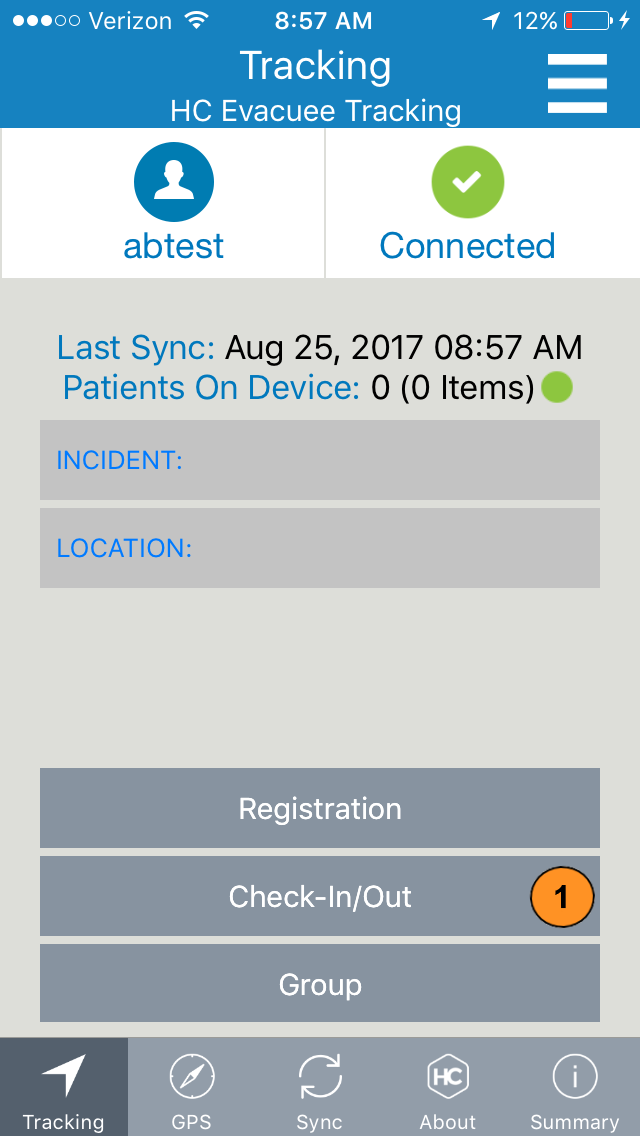 Verizon 8:57 AM 12%
Tracking
HC Evacuee Tracking
abtest Connected
Last Sync: Aug 25, 2017 08:57 AM
Patients On Device: 0 (0 Items)
INCIDENT:
LOCATION:
Registration
Check-In/Out 1
Group
HC i
Tracking GPS Sync About Summary